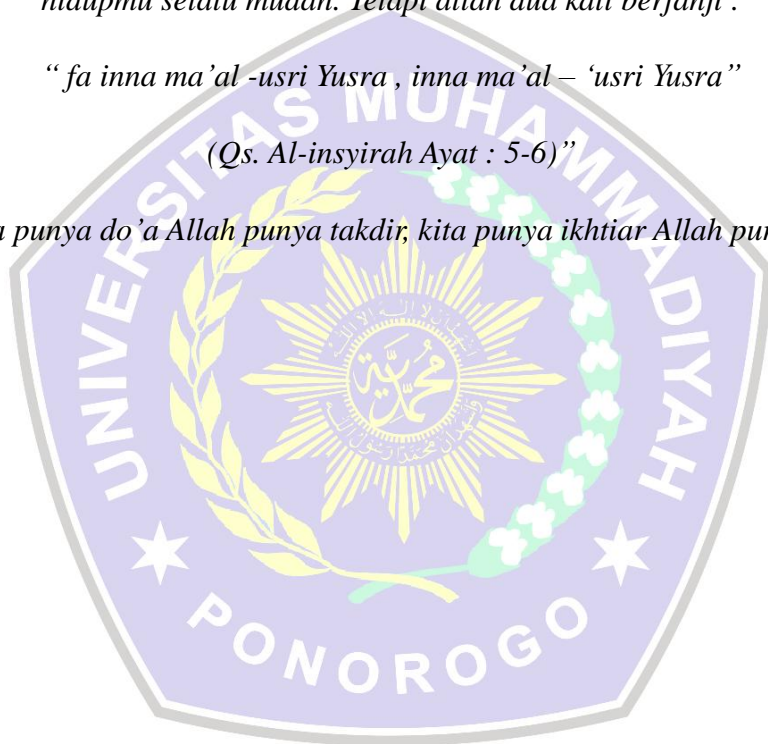 hidupmu selalu mudah. Tetapi allah dua kali berjanji :
“ fa inna ma’al -usri Yusra , inna ma’al – ‘usri Yusra”
(Qs. Al-insyirah Ayat : 5-6)”
punya do’a Allah punya takdir, kita punya ikhtiar Allah
UNIVERSITAS MUHAMMADIYAH
PONOROGO
محمدية